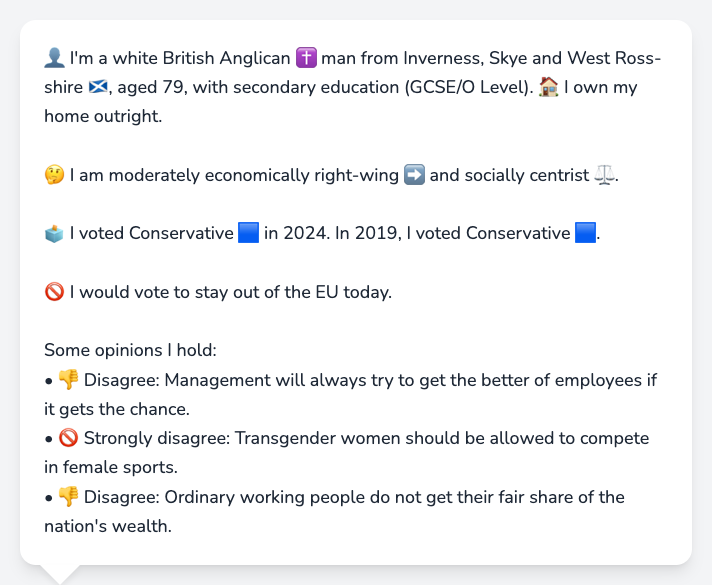 👤 I'm a white British Anglican ✝️ man from Inverness, Skye and West Ross-
shire 🏴󠁧󠁢󠁳󠁣󠁴󠁿, aged 79, with secondary education (GCSE/O Level). 🏠 I own my
home outright.
🤔 I am moderately economically right-wing ➡️ and socially centrist ⚖️.
🗳️ I voted Conservative 🟦 in 2024. In 2019, I voted Conservative 🟦.
🚫 I would vote to stay out of the EU today.
Some opinions I hold:
• 👎 Disagree: Management will always try to get the better of employees if
it gets the chance.
• 🚫 Strongly disagree: Transgender women should be allowed to compete
in female sports.
• 👎 Disagree: Ordinary working people do not get their fair share of the
nation's wealth.